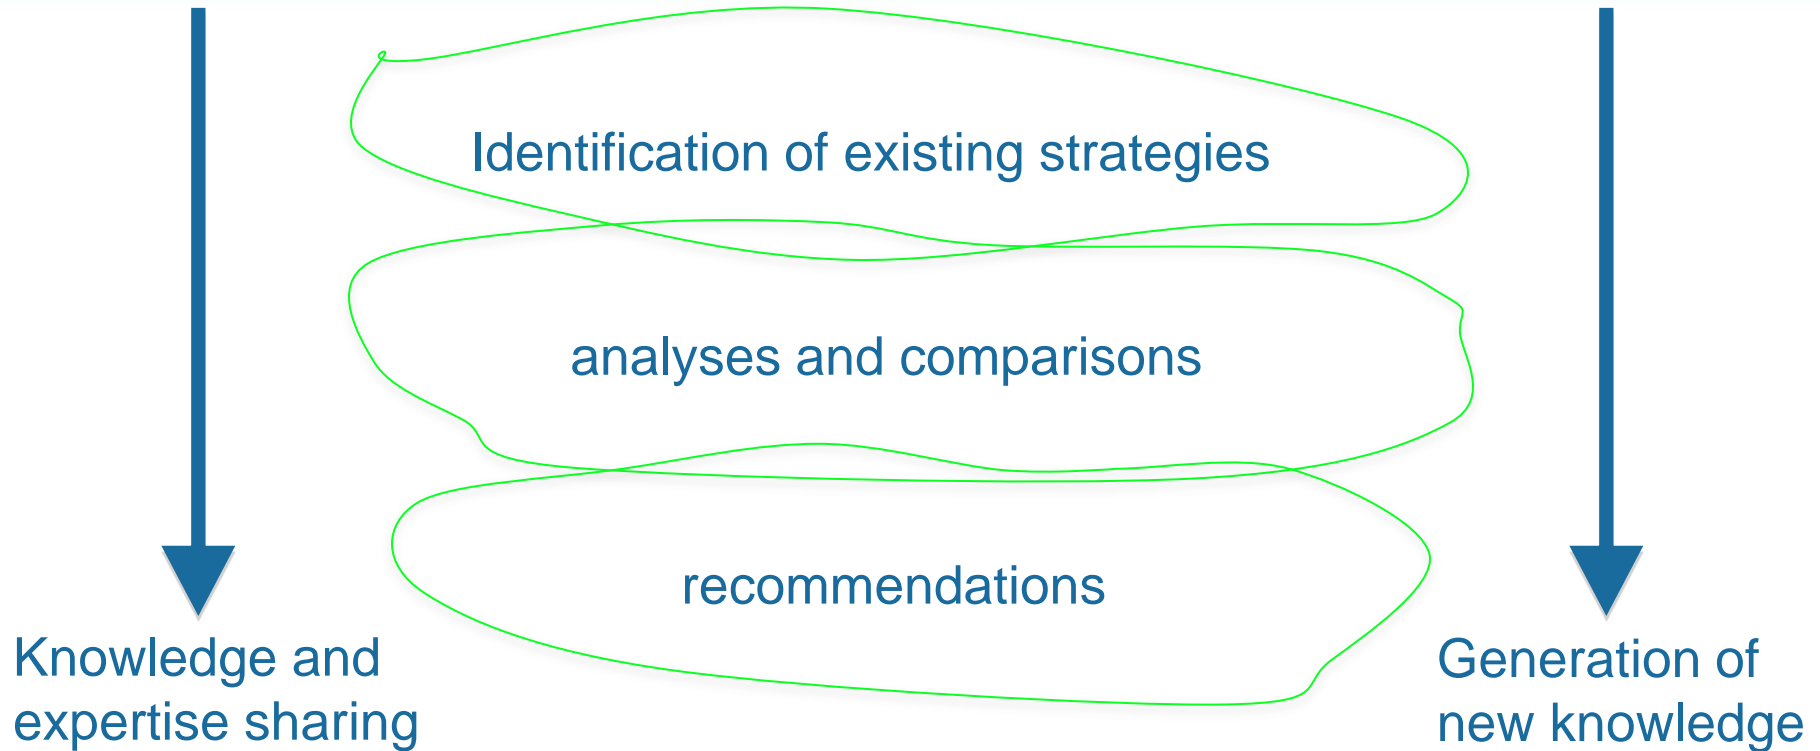 Identification of existing strategies
analyses and comparisons
recommendations
Knowledge and
expertise sharing
Generation of
new knowledge